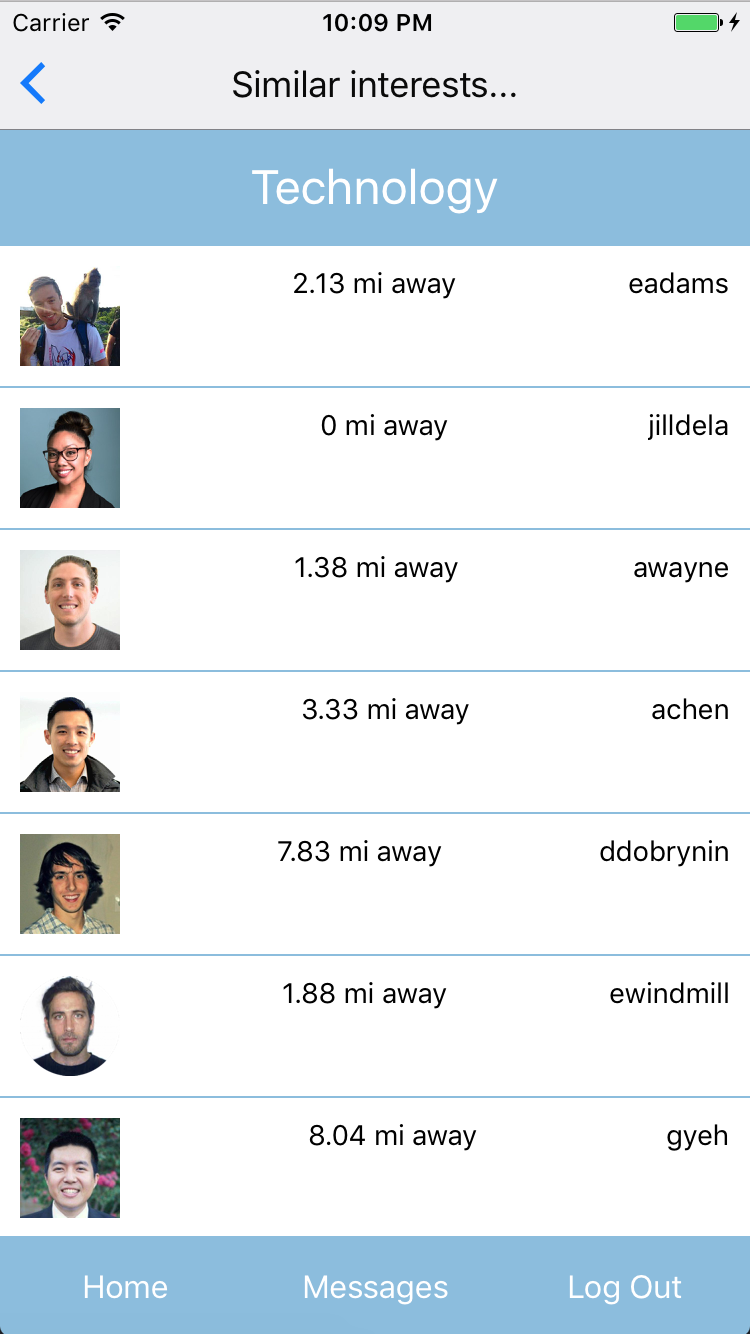 Carrier 10:09 PM
Similar interests...
Technology
2.13 mi away eadams
0 mi away jilldela
1.38 mi away awayne
3.33 mi away achen
7.83 mi away ddobrynin
1.88 mi away ewindmill
8.04 mi away gyeh
Home Messages Log Out